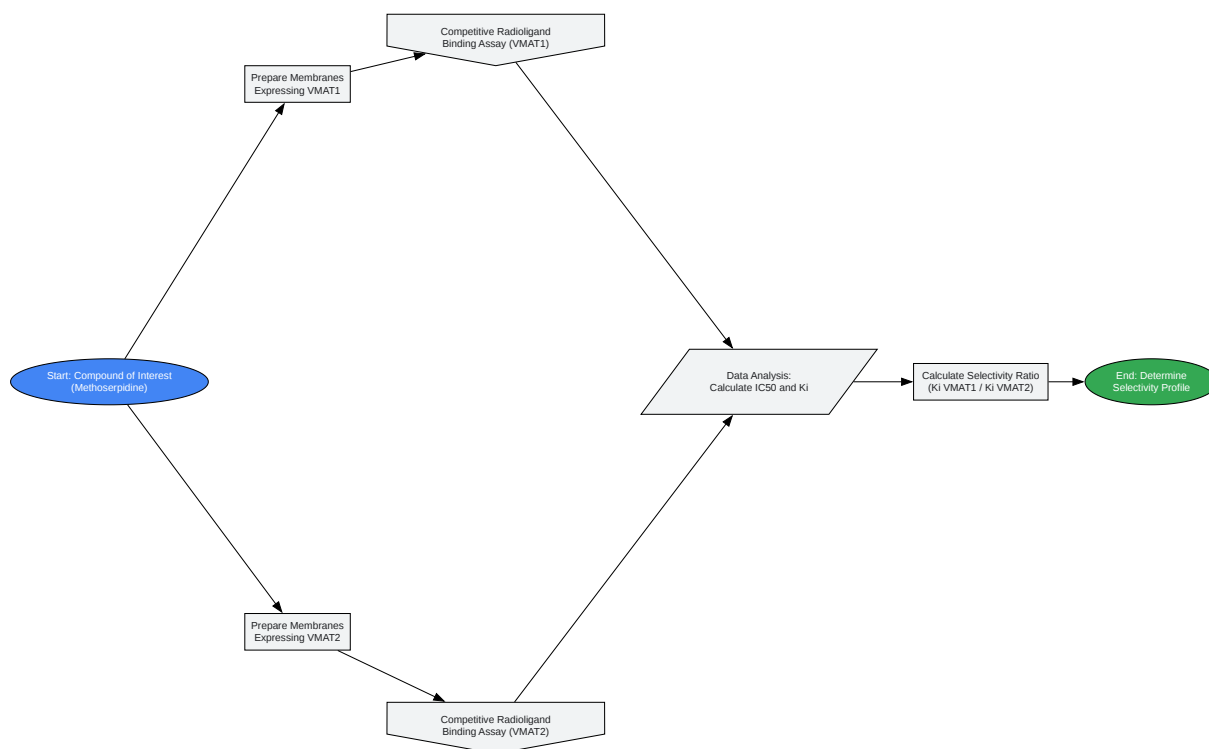 Competitive Radioligand
Binding Assay (VMAT1)
Prepare Membranes
Expressing VMAT1
Start: Compound of Interest
(Methoserpidine)
Data Analysis:
Calculate IC50 and Ki
Calculate Selectivity Ratio
(Ki VMAT1 / Ki VMAT2)
End: Determine
Selectivity Profile
Prepare Membranes
Expressing VMAT2
Competitive Radioligand
Binding Assay (VMAT2)